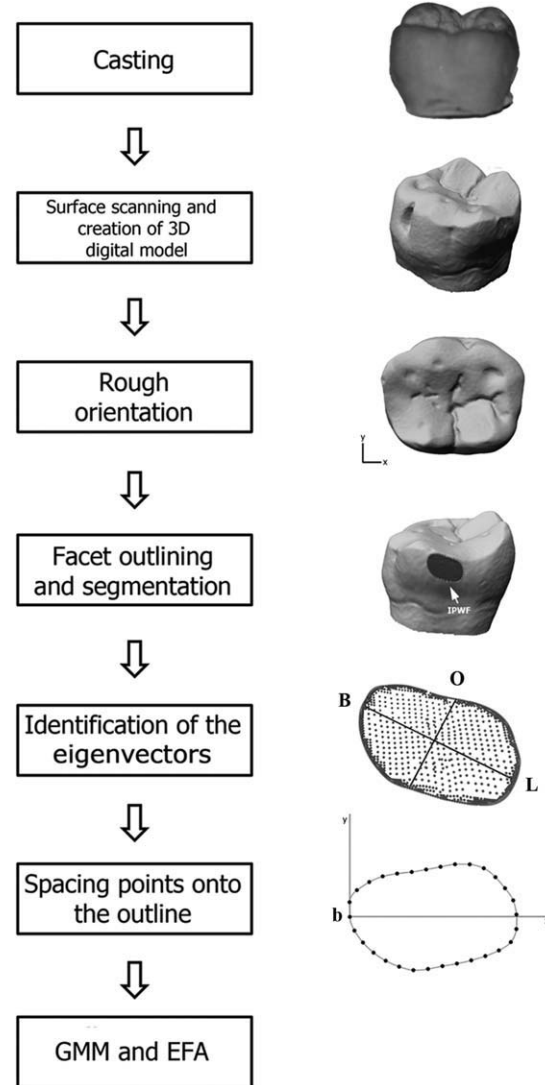 Casting
Surface scanning and
creation of 3D
digital model
Rough
orientation
y
x
Facet outlining
and segmentation
IPWF
Identification of the
eigenvectors
B
O
L
Spacing points onto
the outline
y
b
GMM and EFA